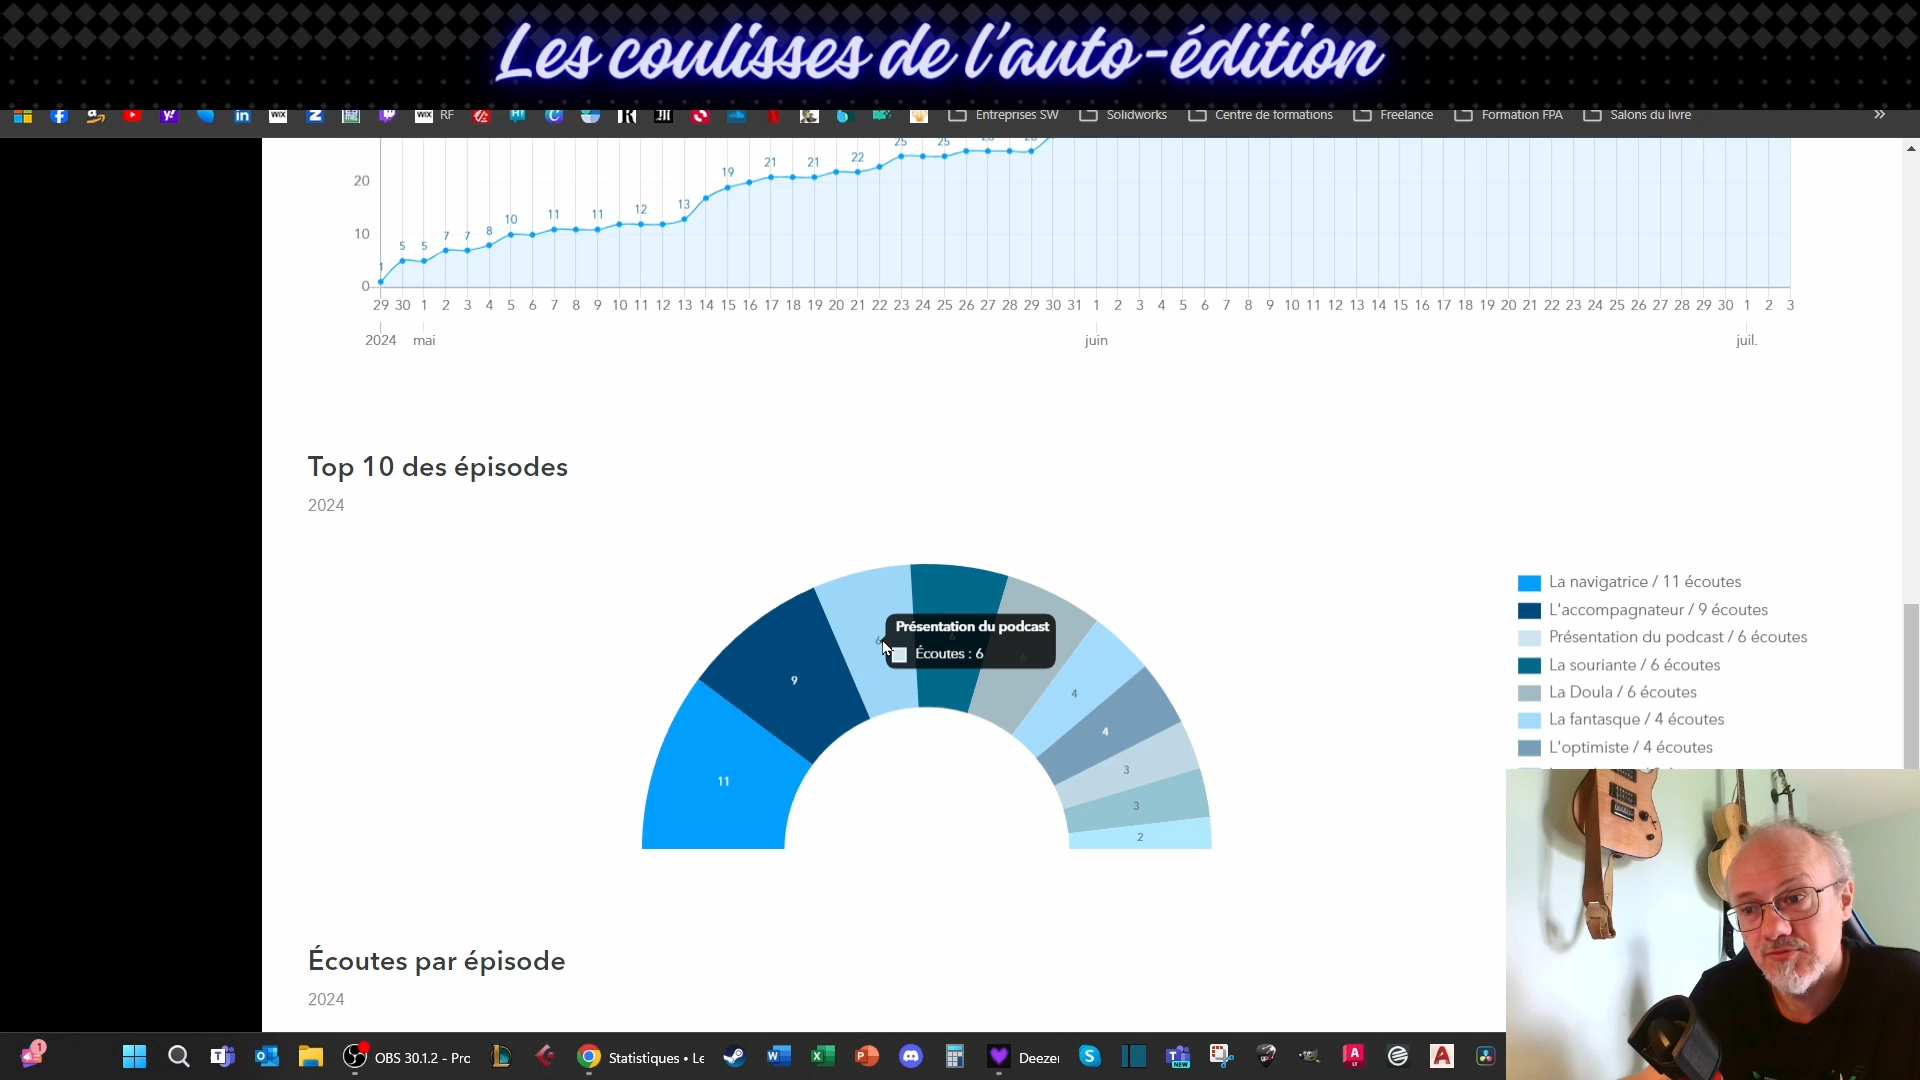 Les coulisses de l'auto-édition
RF
Entreprises SW
Solidworks
Centre de formations
Freelance
Formation FPA
Salons du livre
»
20
10
0
1 5 5 7 7 8 10 11 11 12 13 19 21 21 22 25 25
29 30 1 2 3 4 5 6 7 8 9 10 11 12 13 14 15 16 17 18 19 20 21 22 23 24 25 26 27 28 29 30 31 1 2 3 4 5 6 7 8 9 10 11 12 13 14 15 16 17 18 19 20 21 22 23 24 25 26 27 28 29 30 1 2 3
2024 mai juin juil.
Top 10 des épisodes
2024
Présentation du podcast
Écoutes : 6
11
9
6
6
4
4
3
3
2
La navigatrice / 11 écoutes
L'accompagnateur / 9 écoutes
Présentation du podcast / 6 écoutes
La souriante / 6 écoutes
La Doula / 6 écoutes
La fantasque / 4 écoutes
L'optimiste / 4 écoutes
Écoutes par épisode
2024
1
OBS 30.1.2 - Pro
Statistiques • Le
Deezer